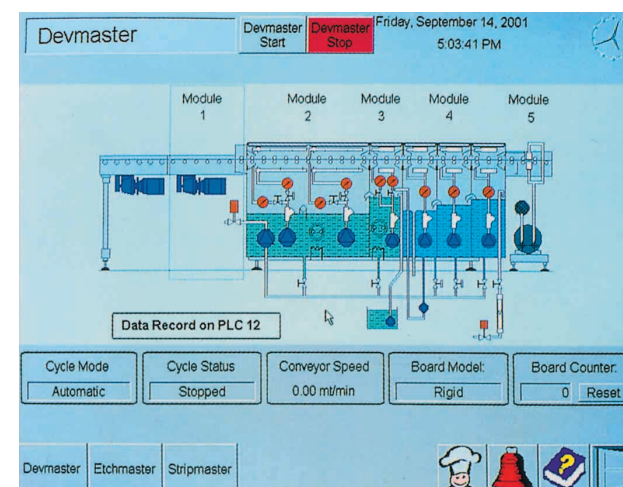 Devmaster
Devmaster
Start
Devmaster
Stop
Friday, September 14, 2001
5:03:41 PM
Module
1
Module
2
Module
3
Module
4
Module
5
Data Record on PLC 12
Cycle Mode
Automatic
Cycle Status
Stopped
Conveyor Speed
0.00 mt/min
Board Model:
Rigid
Board Counter:
0 Reset
Devmaster
Etchmaster
Stripmaster
?